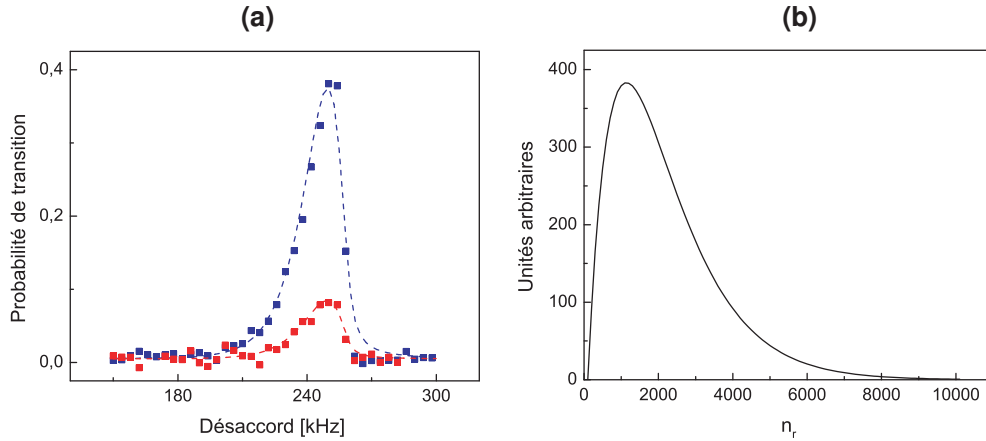 (a)
Probabilité de transition
0,4
0,2
0,0
180
240
300
Désaccord [kHz]
(b)
Unités arbitraires
400
300
200
100
0
0
2000
4000
6000
8000
10000
n_r